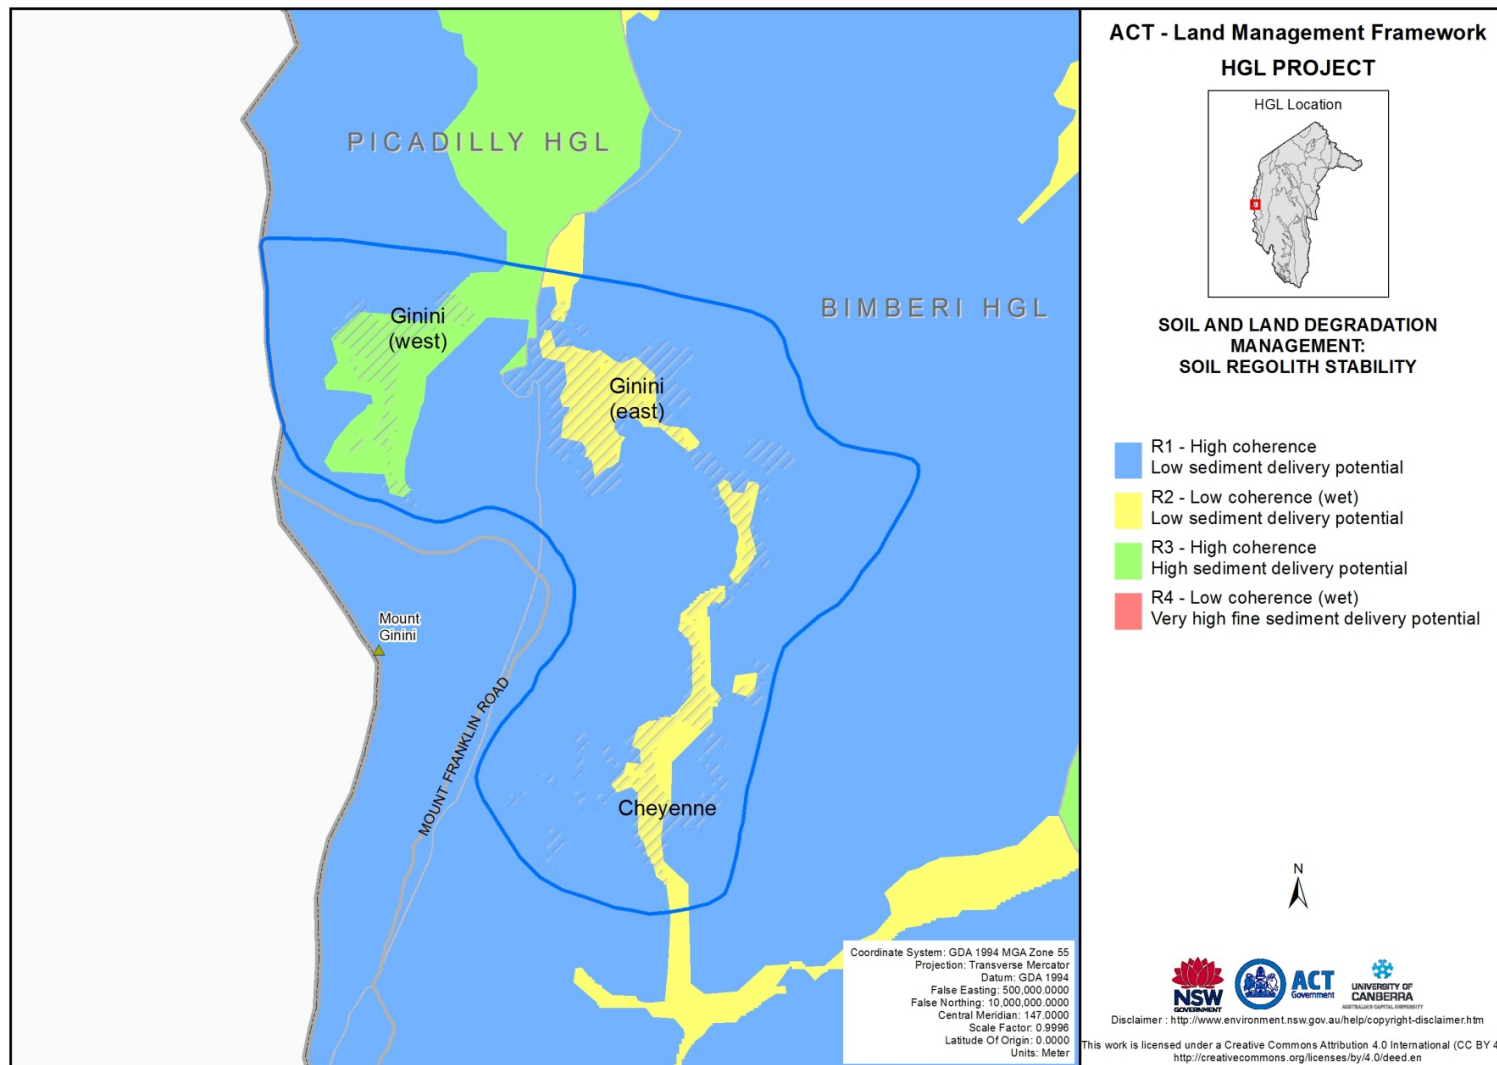 PICADILLY HGL
BIMBERI HGL
Ginini
(west)
Ginini
(east)
Cheyenne
Mount
Ginini
MOUNT FRANKLIN ROAD
Coordinate System: GDA 1994 MGA Zone 55
Projection: Transverse Mercator
Datum: GDA 1994
False Easting: 500,000.0000
False Northing: 10,000,000.0000
Central Meridian: 147.0000
Scale Factor: 0.9996
Latitude Of Origin: 0.0000
Units: Meter
ACT - Land Management Framework
HGL PROJECT
HGL Location
SOIL AND LAND DEGRADATION
MANAGEMENT:
SOIL REGOLITH STABILITY
R1 - High coherence
Low sediment delivery potential
R2 - Low coherence (wet)
Low sediment delivery potential
R3 - High coherence
High sediment delivery potential
R4 - Low coherence (wet)
Very high fine sediment delivery potential
N
NSW
GOVERNMENT
ACT
Government
UNIVERSITY OF
CANBERRA
AUSTRALIA'S CAPITAL UNIVERSITY
Disclaimer : http://www.environment.nsw.gov.au/help/copyright-disclaimer.htm
This work is licensed under a Creative Commons Attribution 4.0 International (CC BY 4
http://creativecommons.org/licenses/by/4.0/deed.en